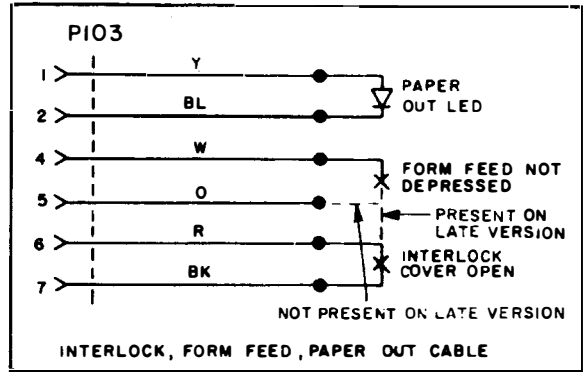 P103
1 Y PAPER
OUT LED
2 BL
4 W FORM FEED NOT
DEPRESSED
5 O PRESENT ON
LATE VERSION
6 R INTERLOCK
COVER OPEN
7 BK
NOT PRESENT ON LATE VERSION
INTERLOCK, FORM FEED, PAPER OUT CABLE